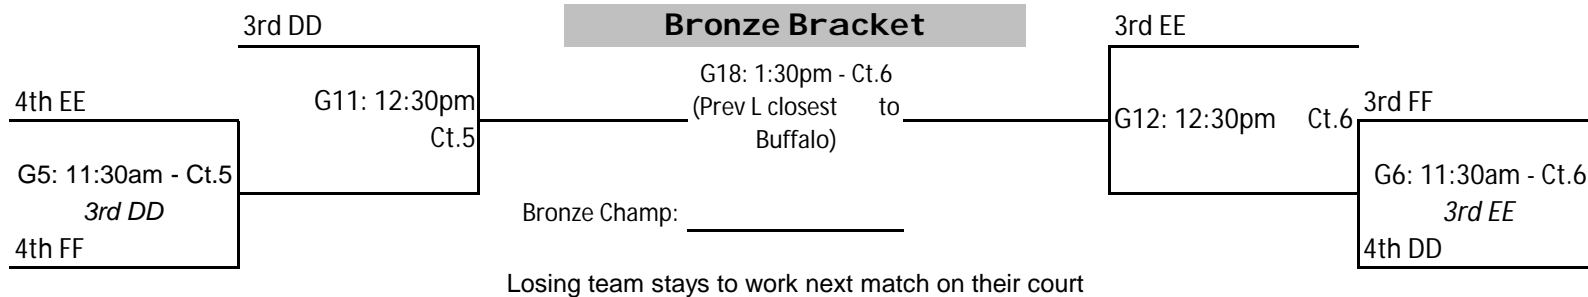 3rd DD
Bronze Bracket
3rd EE
G18: 1:30pm - Ct.6
(Prev L closest to
Buffalo)
4th EE
G11: 12:30pm
Ct.5
G12: 12:30pm Ct.6
3rd FF
G5: 11:30am - Ct.5
3rd DD
G6: 11:30am - Ct.6
3rd EE
Bronze Champ:
4th FF
4th DD
Losing team stays to work next match on their court